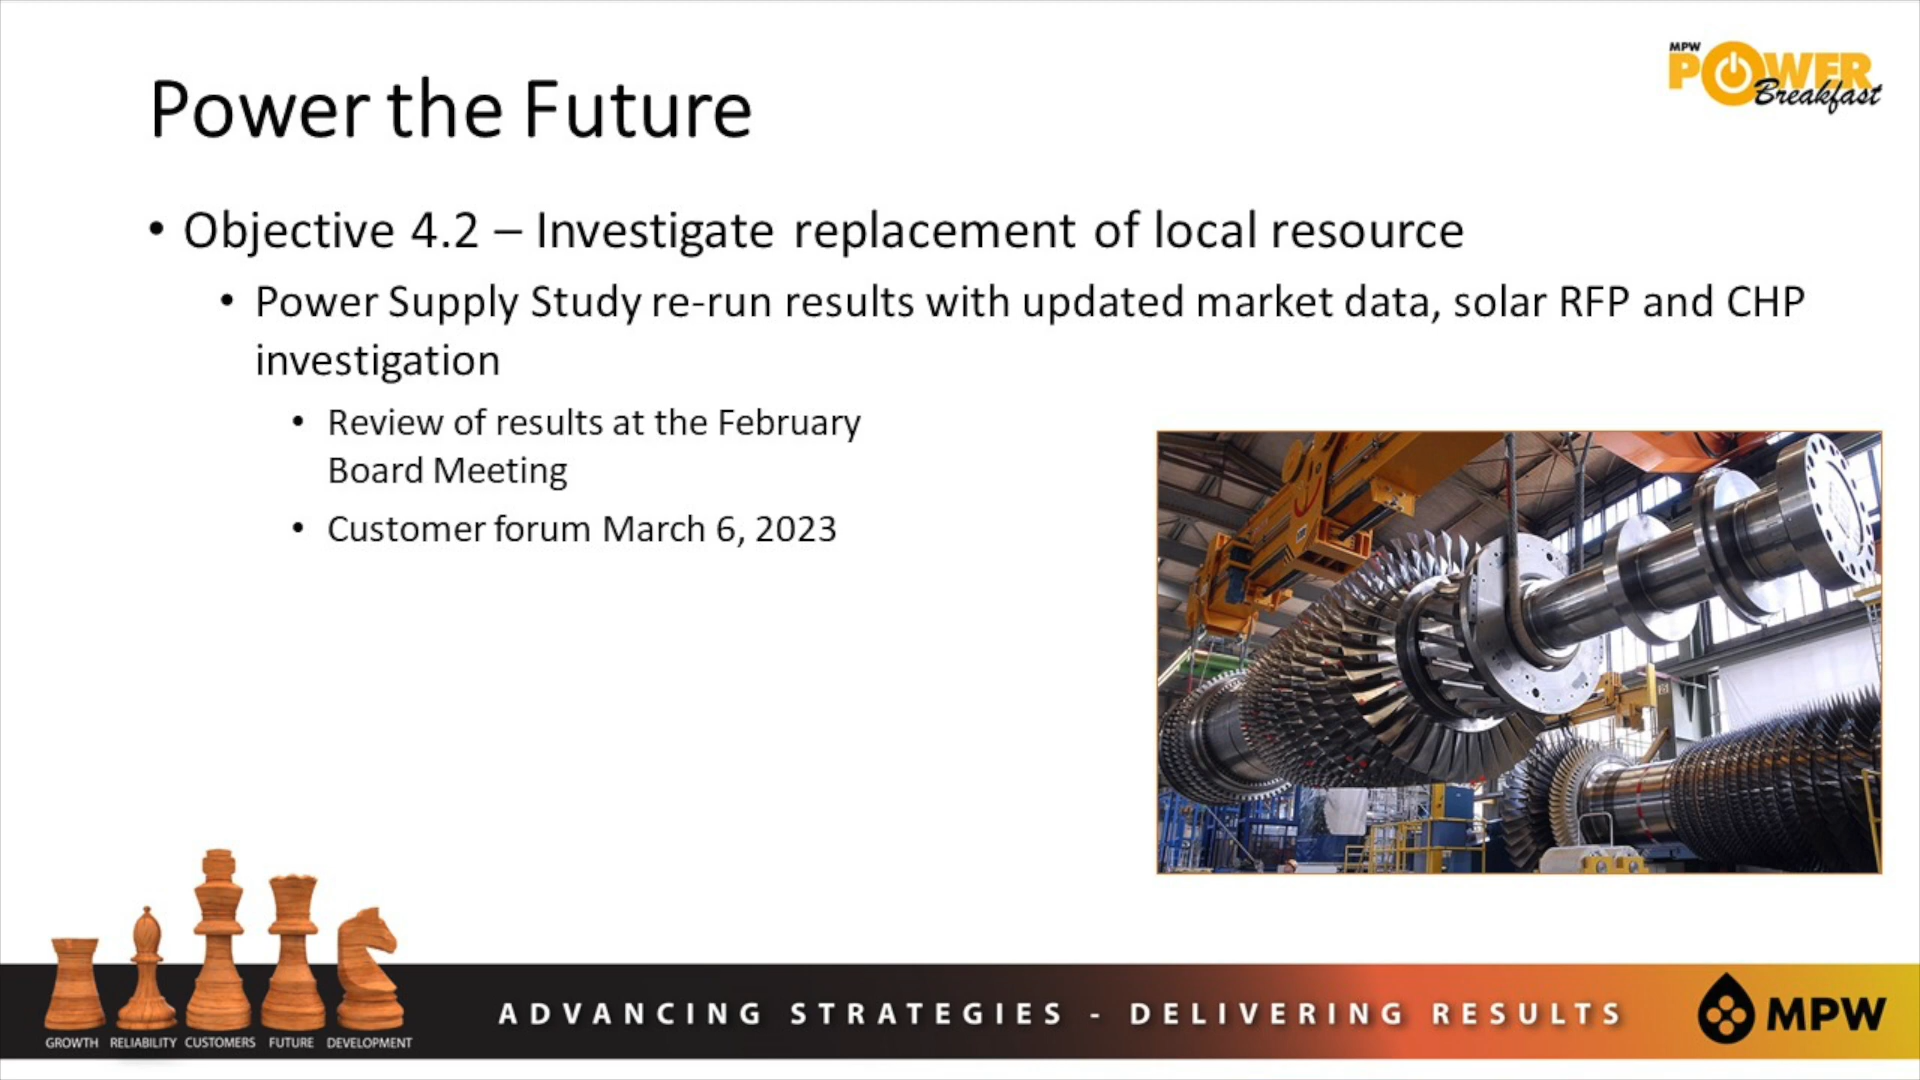 MPW
POWER
Breakfast
Power the Future
• Objective 4.2 – Investigate replacement of local resource
• Power Supply Study re-run results with updated market data, solar RFP and CHP
investigation
• Review of results at the February
Board Meeting
• Customer forum March 6, 2023
GROWTH RELIABILITY CUSTOMERS FUTURE DEVELOPMENT
ADVANCING STRATEGIES - DELIVERING RESULTS
MPW